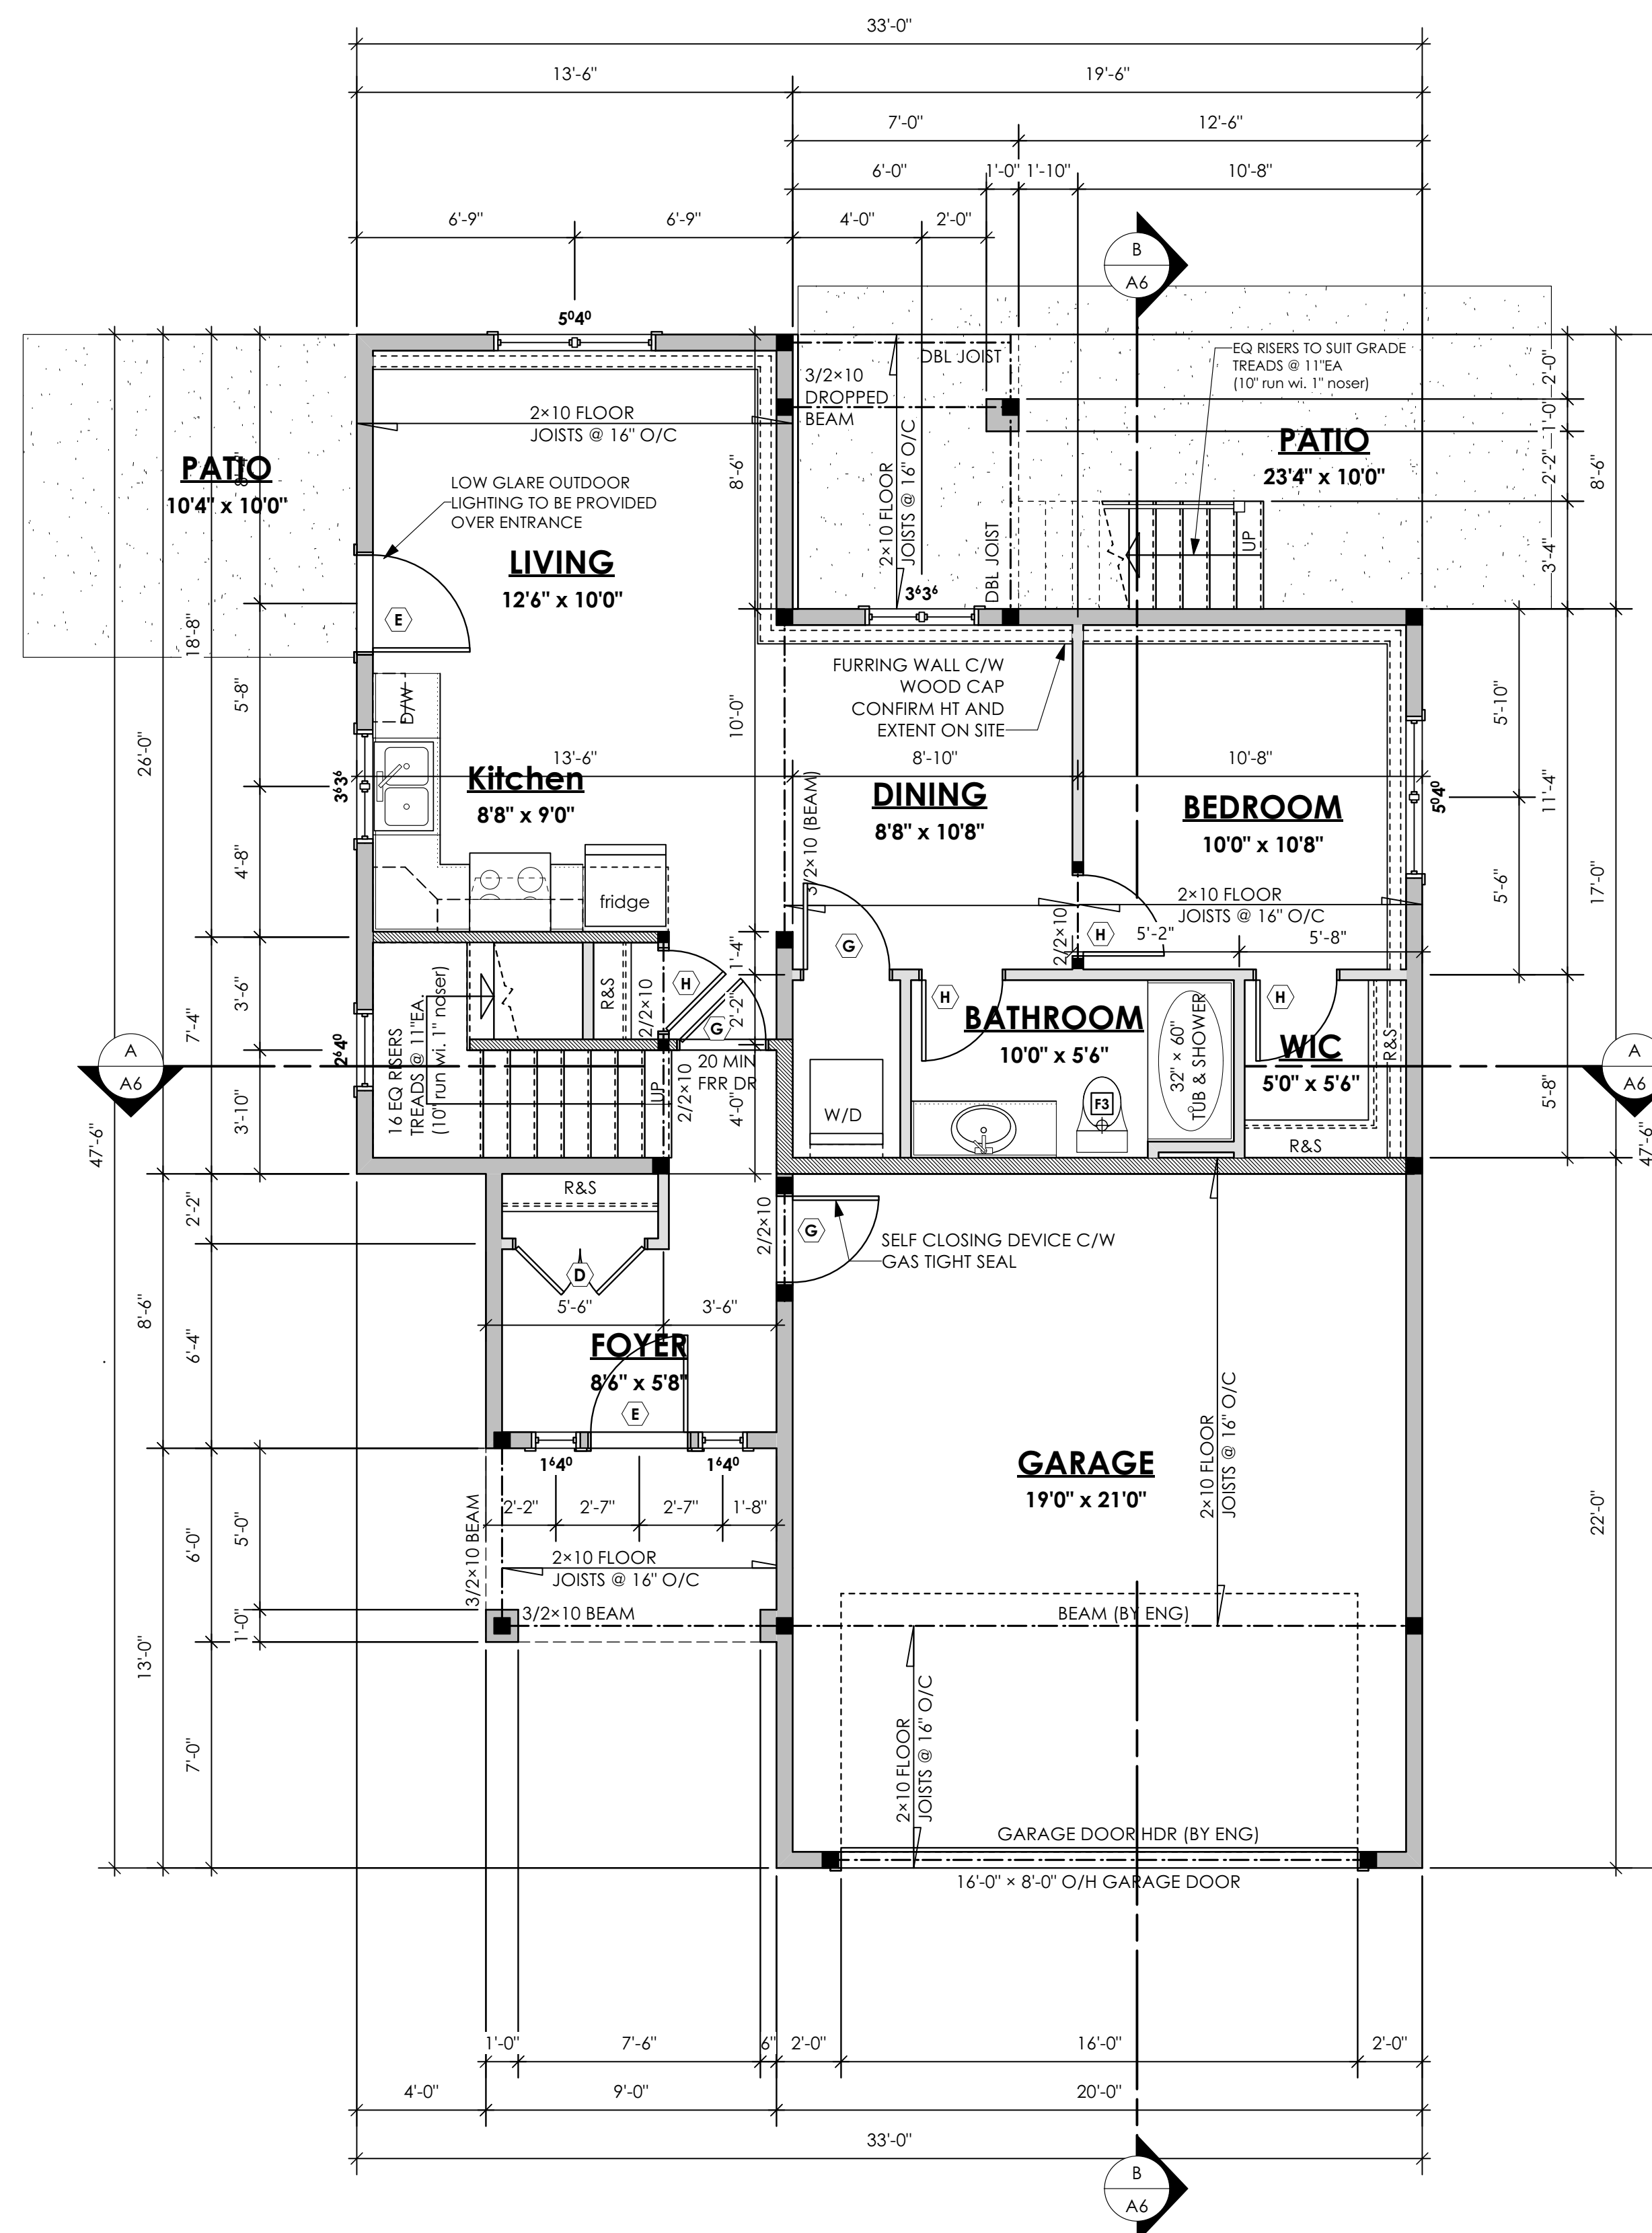 33'-0"
13'-6"
19'-6"
7'-0"
12'-6"
6'-0"
1'-0"
1'-10"
10'-8"
6'-9"
6'-9"
4'-0"
2'-0"
B
A6
5⁰4⁰
DBL JOIST
3/2×10
DROPPED
BEAM
EQ RISERS TO SUIT GRADE
TREADS @ 11"EA
(10" run wi. 1" noser)
2'-0"
1'-0"
2'-2"
3'-4"
8'-6"
2×10 FLOOR
JOISTS @ 16" O/C
PATIO
10'4" x 10'0"
LOW GLARE OUTDOOR
LIGHTING TO BE PROVIDED
OVER ENTRANCE
8'-6"
2×10 FLOOR
JOISTS @ 16" O/C
DBL JOIST
PATIO
23'4" x 10'0"
UP
LIVING
12'6" x 10'0"
E
3⁶3⁶
18'-8"
26'-0"
5'-8"
4'-8"
D/W
FURRING WALL C/W
WOOD CAP
CONFIRM HT AND
EXTENT ON SITE
10'-0"
5'-10"
13'-6"
8'-10"
10'-8"
3⁶3⁶
Kitchen
8'8" x 9'0"
3/2×10 (BEAM)
DINING
8'8" x 10'8"
BEDROOM
10'0" x 10'8"
5⁰4⁰
11'-4"
5'-6"
17'-0"
fridge
2×10 FLOOR
JOISTS @ 16" O/C
2/2×10
H
5'-2"
5'-8"
G
1'-4"
3'-6"
7'-4"
3'-10"
R&S
2/2×10
H
2'-2"
G
H
BATHROOM
10'0" x 5'6"
32" × 60"
TUB & SHOWER
H
WIC
5'0" x 5'6"
R&S
R&S
A
A6
2⁶4⁰
16 EQ RISERS
TREADS @ 11"EA.
(10" run wi. 1" noser)
UP
2/2×10
20 MIN
FRR DR
4'-0"
W/D
F3
5'-8"
A
A6
47'-6"
47'-6"
2'-2"
R&S
2/2×10
G
SELF CLOSING DEVICE C/W
GAS TIGHT SEAL
D
5'-6"
3'-6"
8'-6"
6'-4"
FOYER
8'6" x 5'8"
E
1⁶4⁰
1⁶4⁰
2'-2"
2'-7"
2'-7"
1'-8"
GARAGE
19'0" x 21'0"
2×10 FLOOR
JOISTS @ 16" O/C
22'-0"
3/2×10 BEAM
2×10 FLOOR
JOISTS @ 16" O/C
3/2×10 BEAM
5'-0"
6'-0"
1'-0"
13'-0"
7'-0"
BEAM (BY ENG)
2×10 FLOOR
JOISTS @ 16" O/C
GARAGE DOOR HDR (BY ENG)
16'-0" × 8'-0" O/H GARAGE DOOR
1'-0"
7'-6"
6"
2'-0"
16'-0"
2'-0"
4'-0"
9'-0"
20'-0"
33'-0"
B
A6